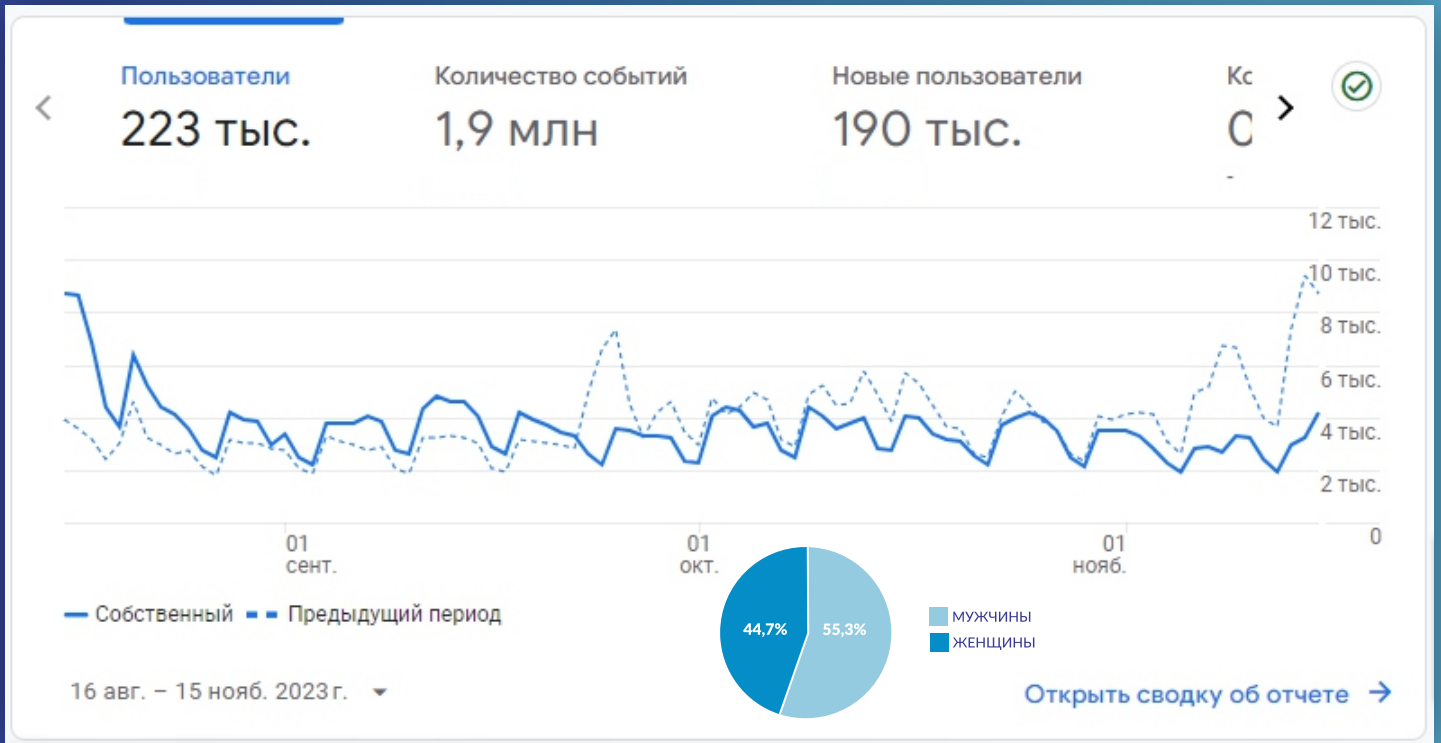 Пользователи
223 тыс.
Количество событий
1,9 млн
Новые пользователи
190 тыс.
-
12 тыс.
10 тыс.
8 тыс.
6 тыс.
4 тыс.
2 тыс.
0
01
сент.
01
окт.
01
нояб.
Собственный
Предыдущий период
44,7%
55,3%
МУЖЧИНЫ
ЖЕНЩИНЫ
16 авг. – 15 нояб. 2023 г.
Открыть сводку об отчете